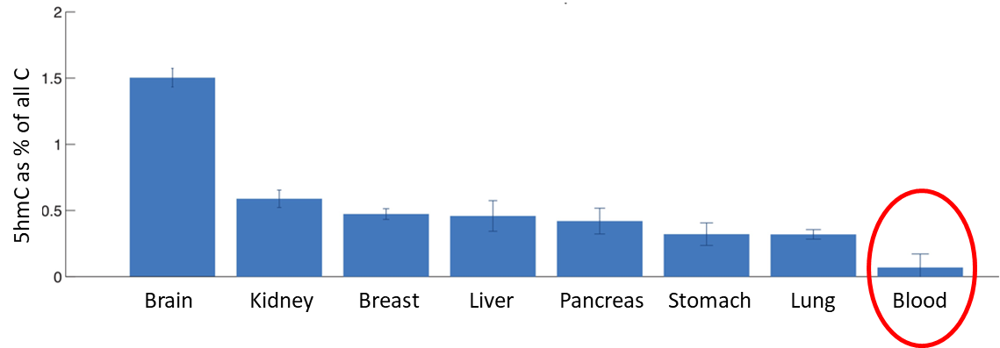 5hmC as % of all C
2
1.5
1
0.5
0
Brain Kidney Breast Liver Pancreas Stomach Lung Blood